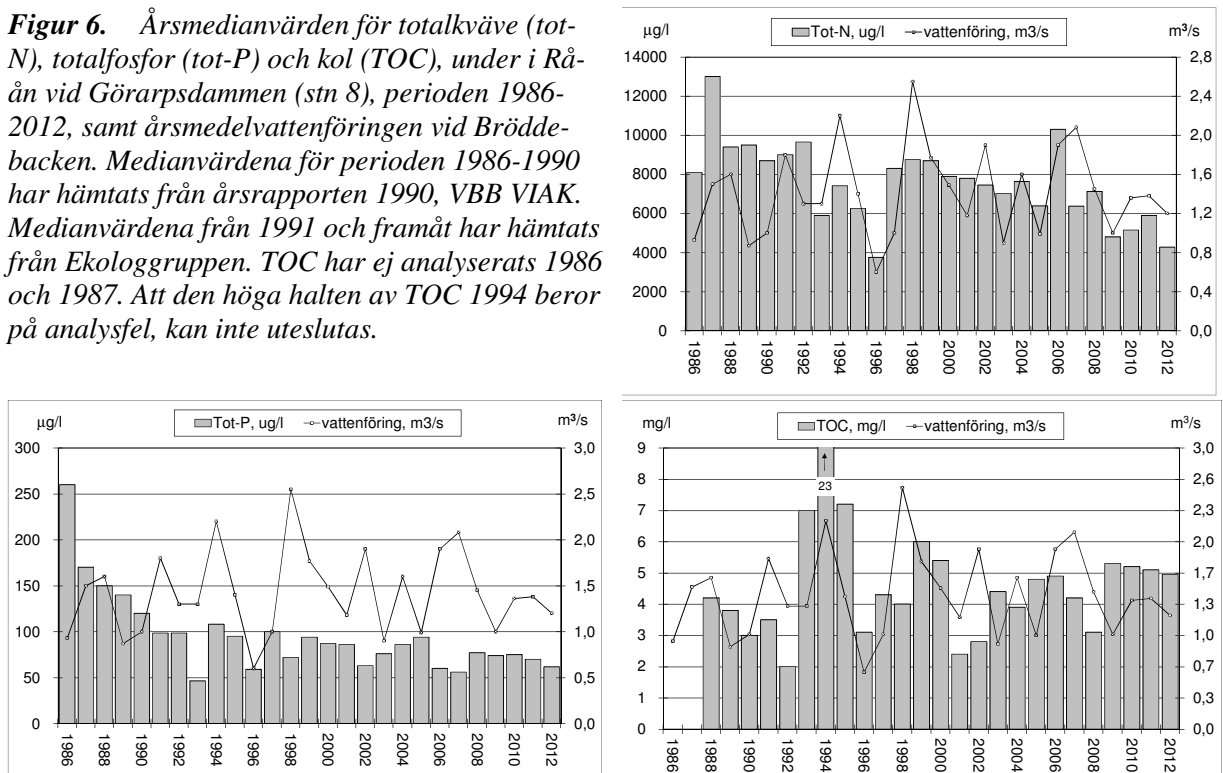 Figur 6. Årsmedianvärden för totalkväve (tot-
N), totalfosfor (tot-P) och kol (TOC), under i Rå-
ån vid Görarpsdammen (stn 8), perioden 1986-
2012, samt årsmedelvattenföringen vid Brödde-
backen. Medianvärdena för perioden 1986-1990
har hämtats från årsrapporten 1990, VBB VIAK.
Medianvärdena från 1991 och framåt har hämtats
från Ekologgruppen. TOC har ej analyserats 1986
och 1987. Att den höga halten av TOC 1994 beror
på analysfel, kan inte uteslutas.
µg/l
Tot-N, ug/l vattenföring, m3/s
m³/s
14000 2,8
12000 2,4
10000 2,0
8000 1,6
6000 1,2
4000 0,8
2000 0,4
0 0,0
1986 1988 1990 1992 1994 1996 1998 2000 2002 2004 2006 2008 2010 2012
µg/l
Tot-P, ug/l vattenföring, m3/s
m³/s
300 3,0
250 2,5
200 2,0
150 1,5
100 1,0
50 0,5
0 0,0
1986 1988 1990 1992 1994 1996 1998 2000 2002 2004 2006 2008 2010 2012
mg/l
TOC, mg/l vattenföring, m3/s
m³/s
9 3,0
8 2,6
23
7 2,3
6 2,0
5 1,7
4 1,3
3 1,0
2 0,7
1 0,3
0 0,0
1986 1988 1990 1992 1994 1996 1998 2000 2002 2004 2006 2008 2010 2012